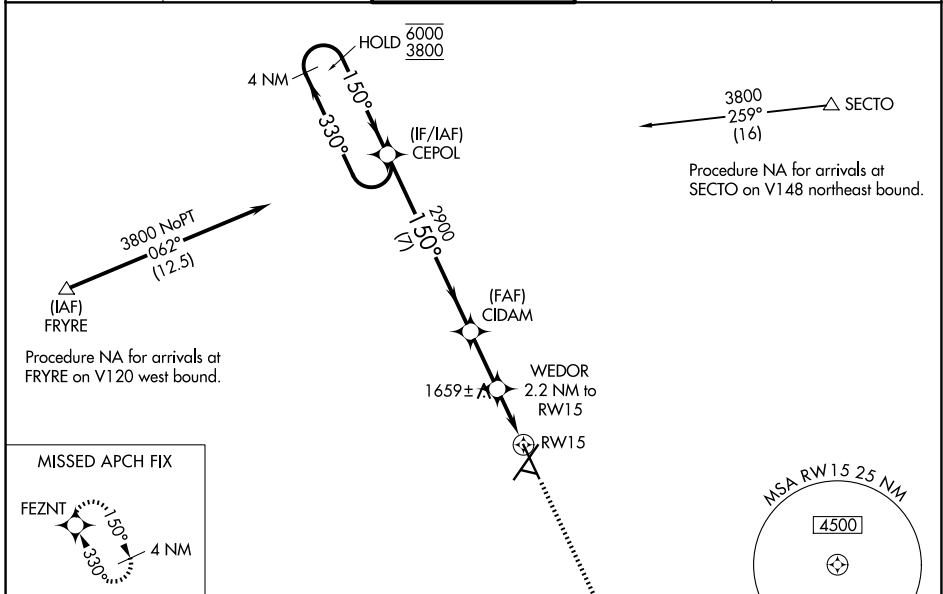 HOLD 6000
3800
4 NM
150°
330°
(IF/IAF)
CEPOL
3800
259°
(16)
SECTO
Procedure NA for arrivals at
SECTO on V148 northeast bound.
3800 NoPT
062°
(12.5)
(IAF)
FRYRE
Procedure NA for arrivals at
FRYRE on V120 west bound.
2900
150°
(7)
(FAF)
CIDAM
1659±
WEDOR
2.2 NM to
RW15
RW15
MISSED APCH FIX
FEZNT
150°
330°
4 NM
MSA RW15 25 NM
4500